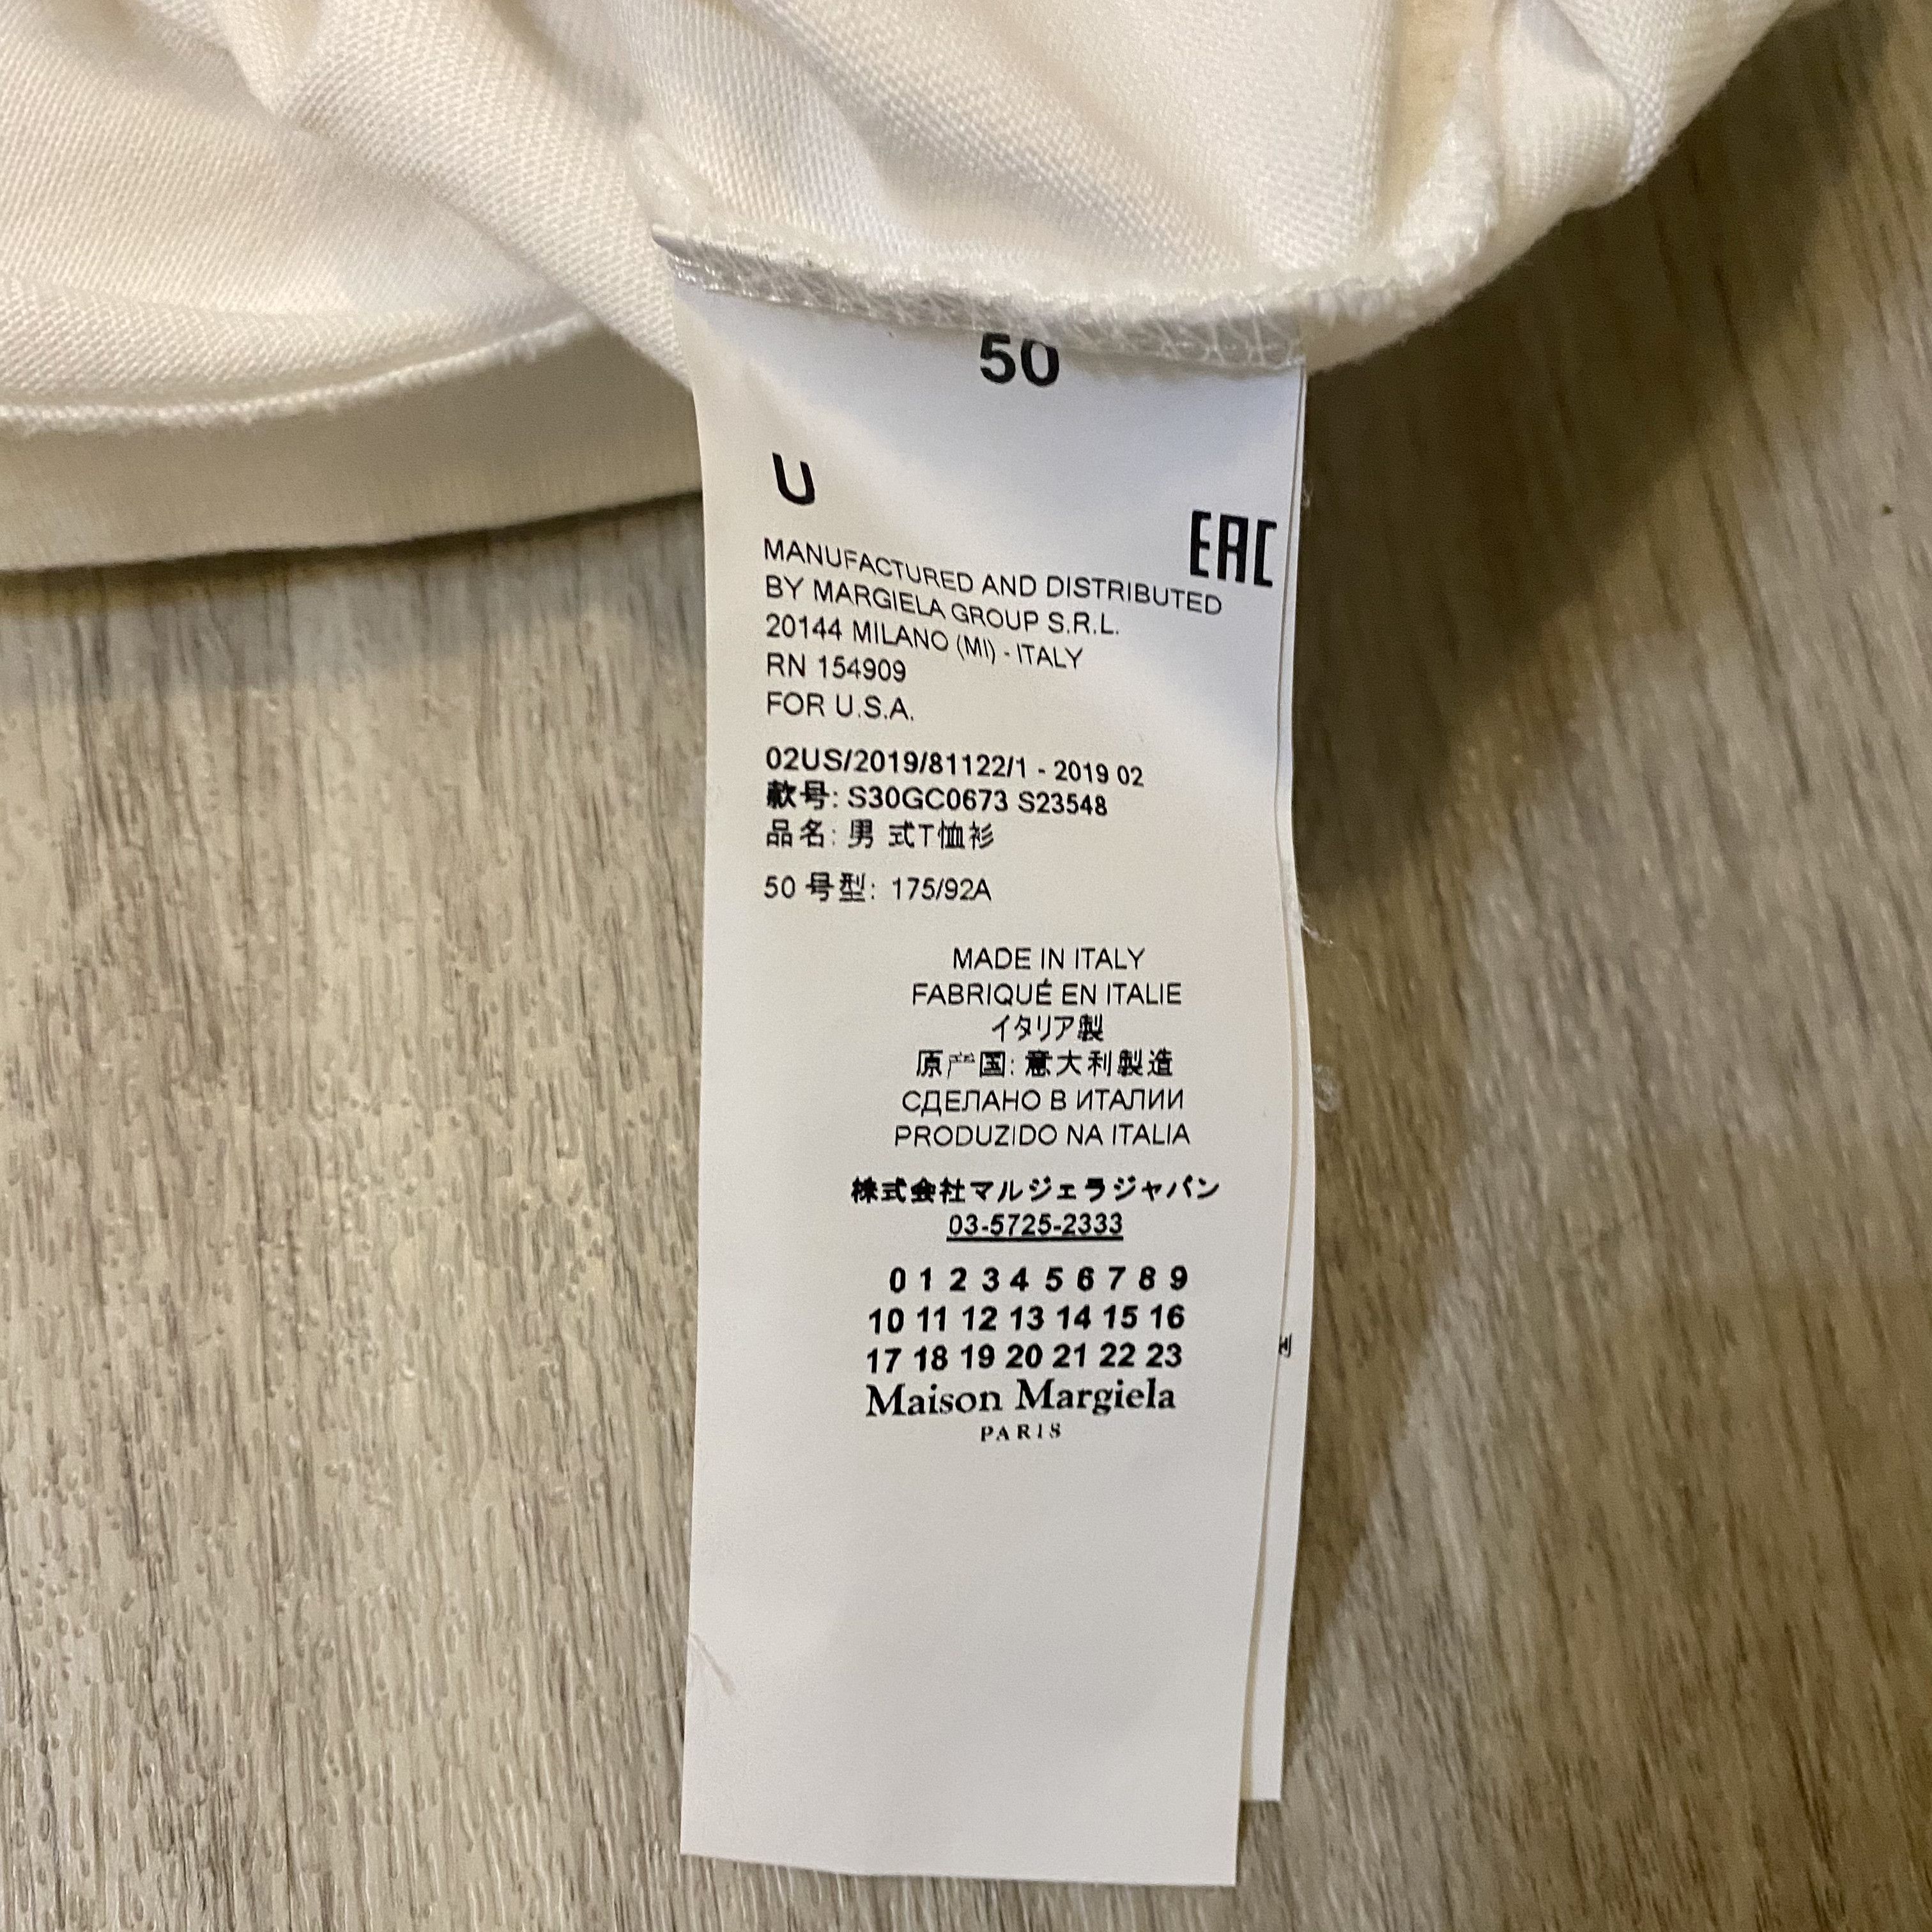 50
U
EAC
MANUFACTURED AND DISTRIBUTED
BY MARGIELA GROUP S.R.L.
20144 MILANO (MI) - ITALY
RN 154909
FOR U.S.A.
02US/2019/81122/1 - 2019 02
款号: S30GC0673 S23548
品名: 男 式T恤衫
50 号型: 175/92A
MADE IN ITALY
FABRIQUÉ EN ITALIE
イタリア製
原产国: 意大利製造
СДЕЛАНО В ИТАЛИИ
PRODUZIDO NA ITALIA
株式会社マルジェラジャパン
03-5725-2333
0 1 2 3 4 5 6 7 8 9
10 11 12 13 14 15 16
17 18 19 20 21 22 23
Maison Margiela
PARIS